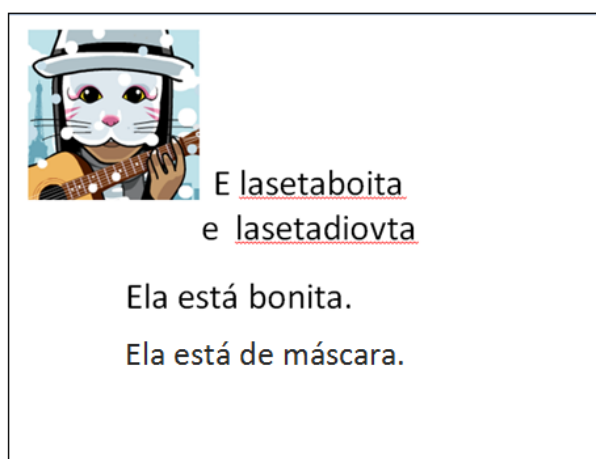 E lasetaboita
e lasetadiovta
Ela está bonita.
Ela está de máscara.